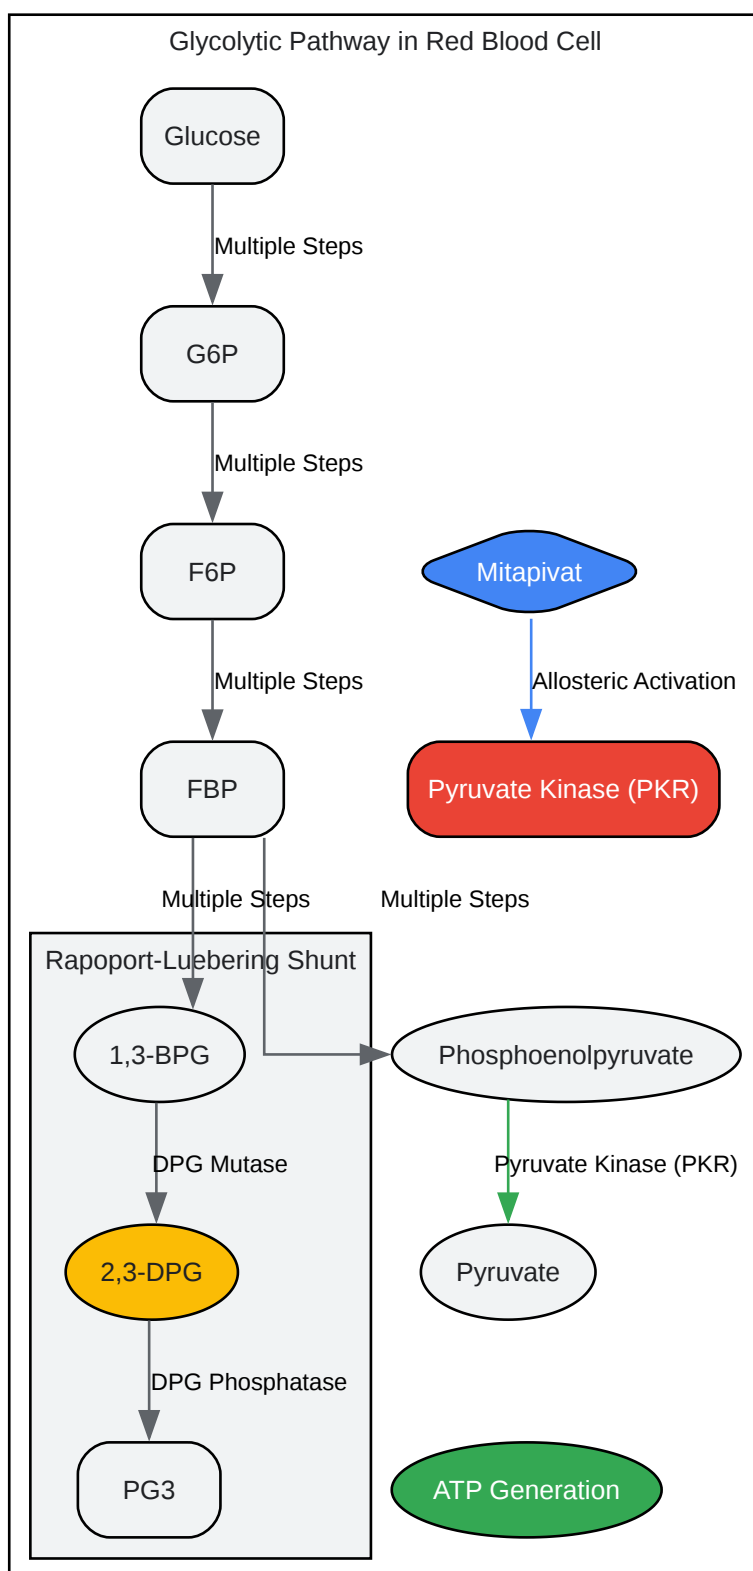 Glycolytic Pathway in Red Blood Cell
Glucose
Multiple Steps
G6P
Multiple Steps
F6P
Mitapivat
Multiple Steps
Allosteric Activation
FBP
Pyruvate Kinase (PKR)
Multiple Steps
Multiple Steps
Rapoport-Luebering Shunt
1,3-BPG
Phosphoenolpyruvate
DPG Mutase
Pyruvate Kinase (PKR)
2,3-DPG
Pyruvate
DPG Phosphatase
PG3
ATP Generation